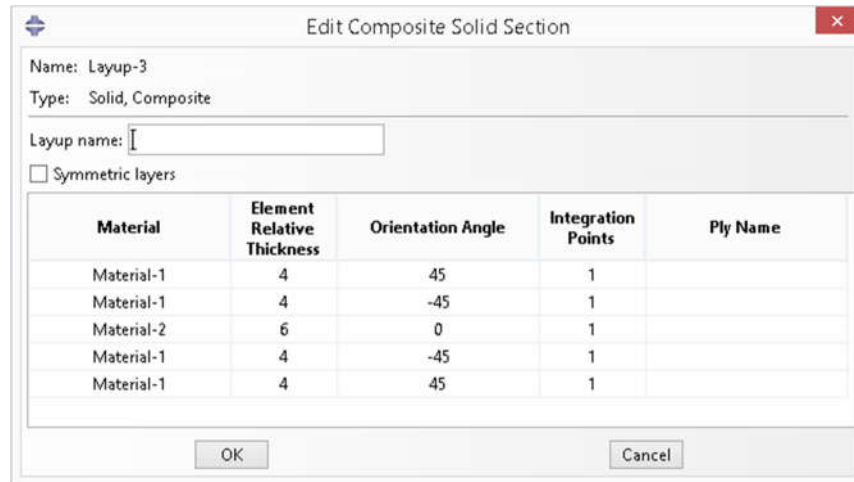 Edit Composite Solid Section
Name: Layup-3
Type: Solid, Composite
Layup name:
Symmetric layers
Material Element Relative Thickness Orientation Angle Integration Points Ply Name
Material-1 4 45 1
Material-1 4 -45 1
Material-2 6 0 1
Material-1 4 -45 1
Material-1 4 45 1
OK Cancel